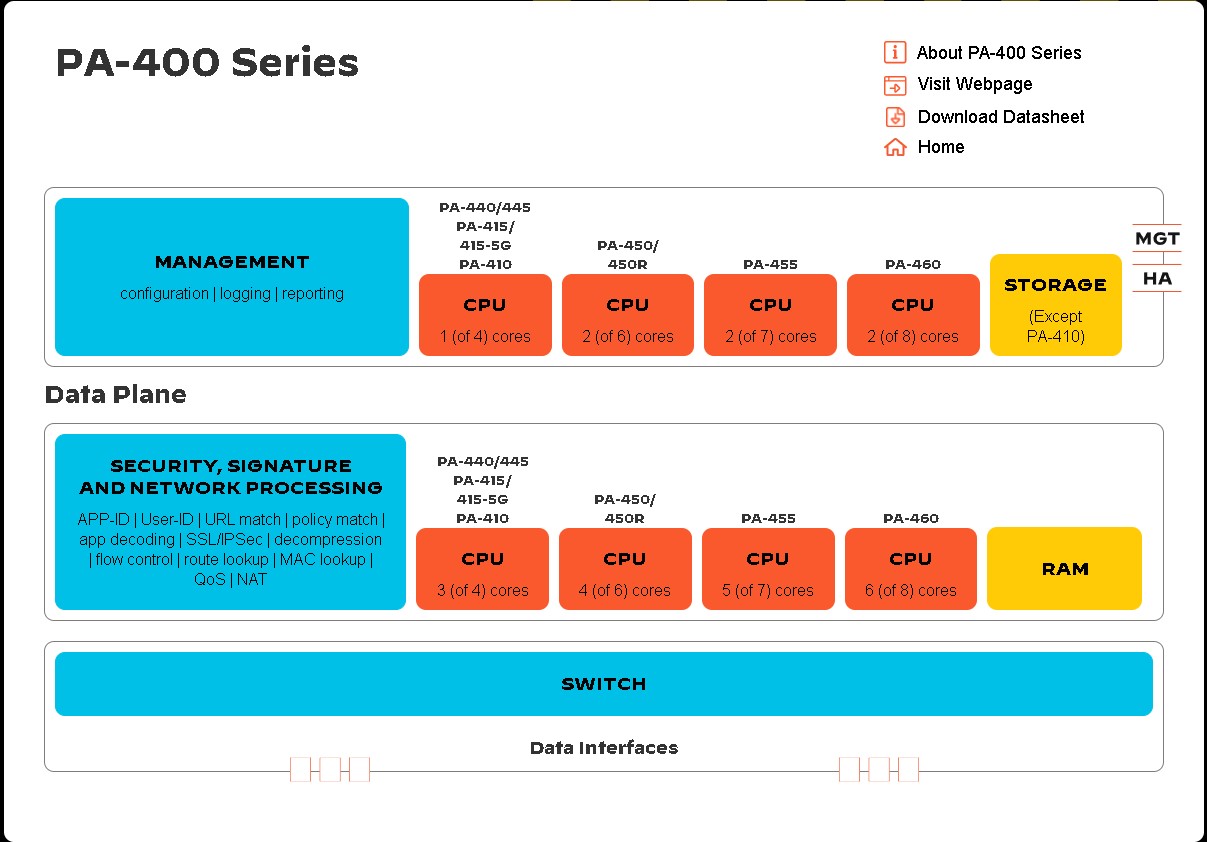 PA-400 Series
About PA-400 Series
Visit Webpage
Download Datasheet
Home
MANAGEMENT
configuration | logging | reporting
PA-440/445
PA-415/
415-5G
PA-410
CPU
1 (of 4) cores
PA-450/
450R
CPU
2 (of 6) cores
PA-455
CPU
2 (of 7) cores
PA-460
CPU
2 (of 8) cores
STORAGE
(Except
PA-410)
MGT
HA
Data Plane
SECURITY, SIGNATURE
AND NETWORK PROCESSING
APP-ID | User-ID | URL match | policy match |
app decoding | SSL/IPSec | decompression
| flow control | route lookup | MAC lookup |
QoS | NAT
PA-440/445
PA-415/
415-5G
PA-410
CPU
3 (of 4) cores
PA-450/
450R
CPU
4 (of 6) cores
PA-455
CPU
5 (of 7) cores
PA-460
CPU
6 (of 8) cores
RAM
SWITCH
Data Interfaces